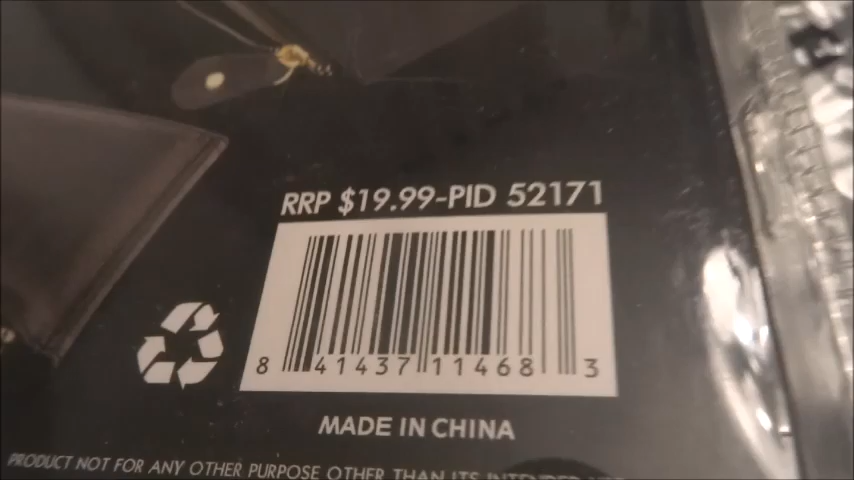 RRP $19.99-PID 52171
8 41437 11468 3
MADE IN CHINA
PRODUCT NOT FOR ANY OTHER PURPOSE OTHER THAN ITS INTENDED